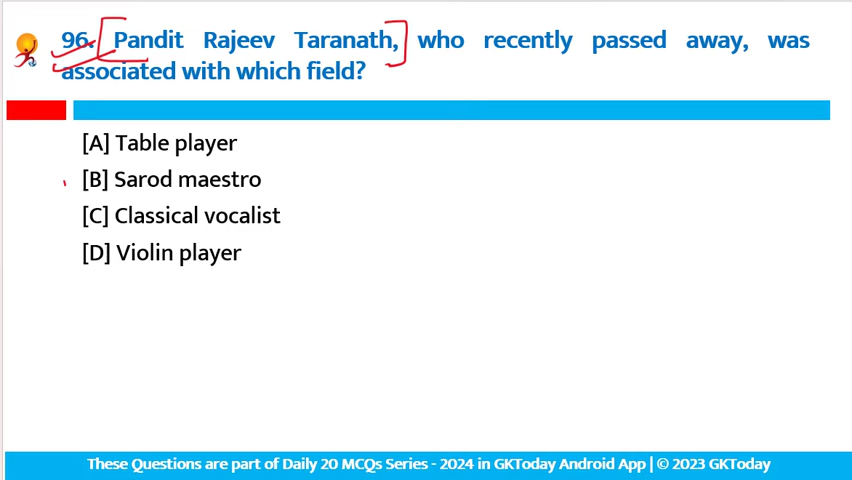 96. Pandit Rajeev Taranath, who recently passed away, was
associated with which field?
[A] Table player
[B] Sarod maestro
[C] Classical vocalist
[D] Violin player
These Questions are part of Daily 20 MCQs Series - 2024 in GKToday Android App | © 2023 GKToday